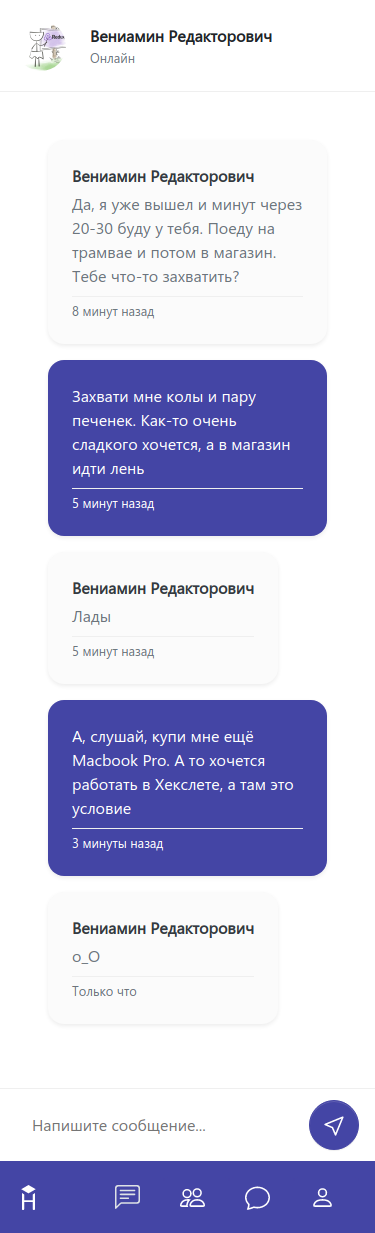 Вениамин Редакторович
Онлайн
Вениамин Редакторович
Да, я уже вышел и минут через
20-30 буду у тебя. Поеду на
трамвае и потом в магазин.
Тебе что-то захватить?
8 минут назад
Захвати мне колы и пару
печенек. Как-то очень
сладкого хочется, а в магазин
идти лень
5 минут назад
Вениамин Редакторович
Лады
5 минут назад
А, слушай, купи мне ещё
Macbook Pro. А то хочется
работать в Хекслете, а там это
условие
3 минуты назад
Вениамин Редакторович
o_O
Только что
Напишите сообщение...